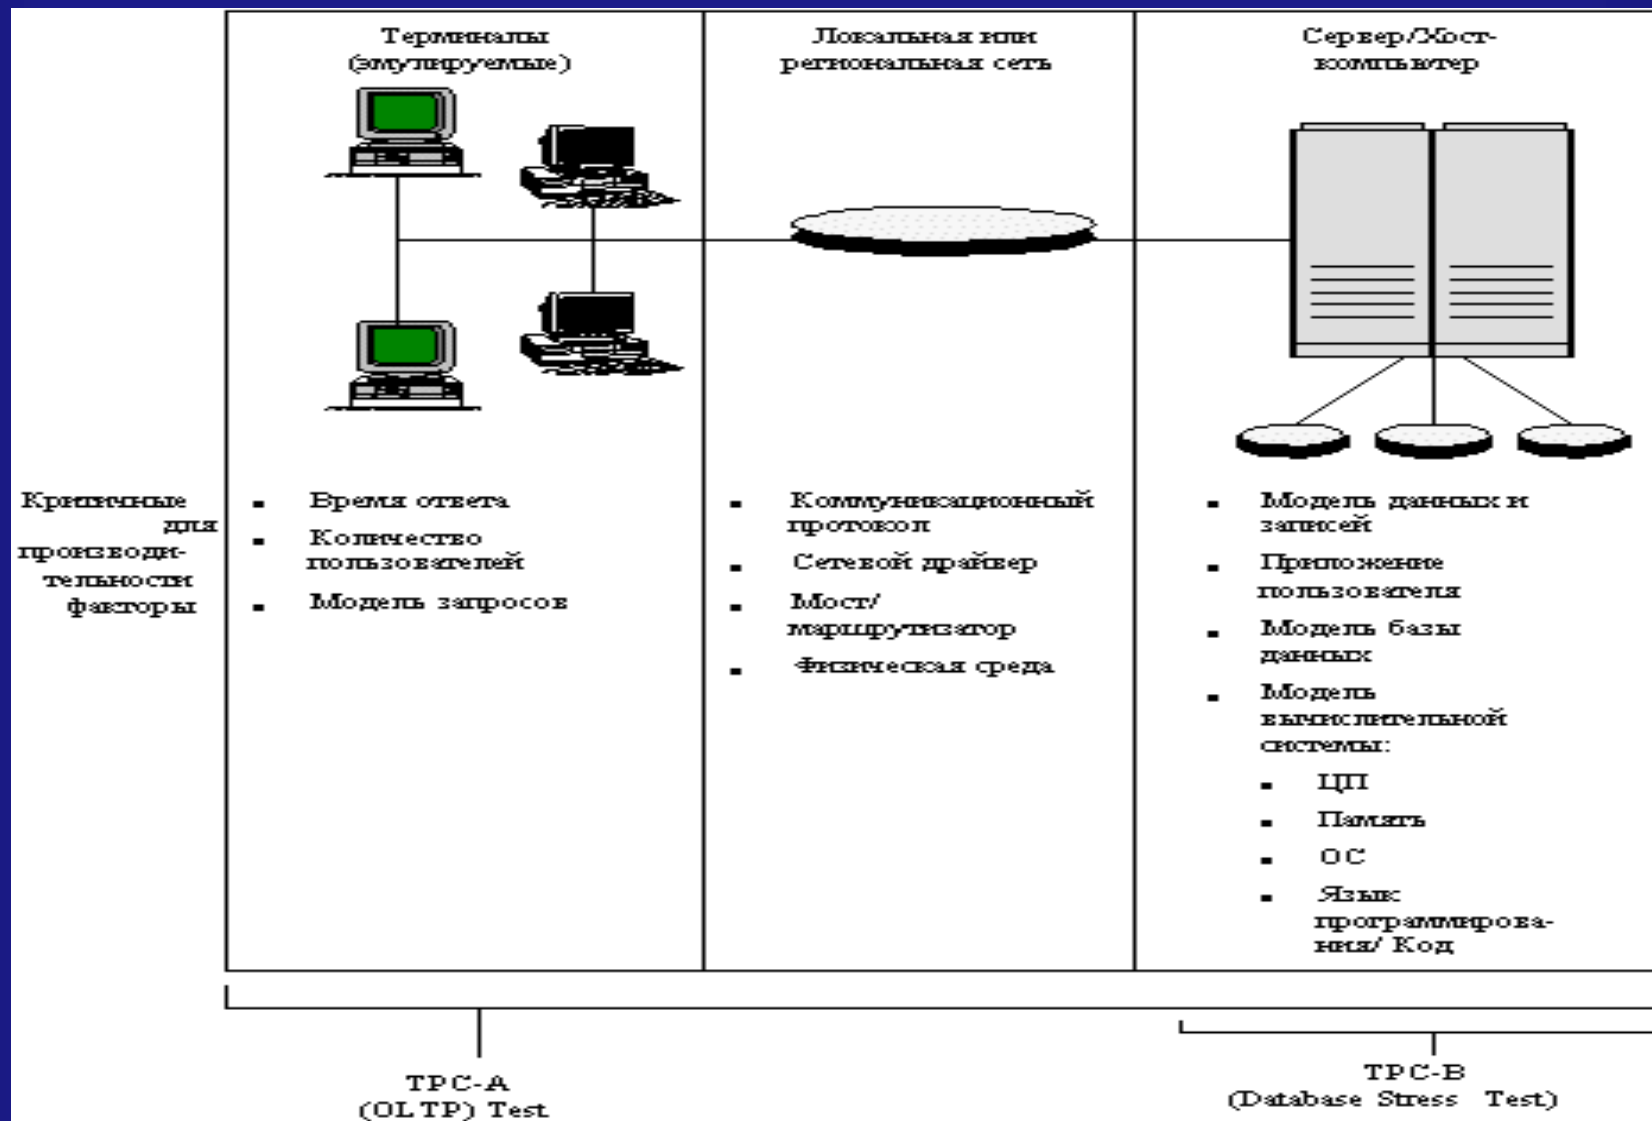 Терминалы
(эмулируемые)
Локальная или
региональная сеть
Сервер/Хост-
компьютер
Критичные
для
производи-
тельности
факторы
▪ Время ответа
▪ Количество
пользователей
▪ Модель запросов
▪ Коммуникационный
протокол
▪ Сетевой драйвер
▪ Мост/
маршрутизатор
▪ Физическая среда
▪ Модель данных и
записей
▪ Приложение
пользователя
▪ Модель базы
данных
▪ Модель
вычислительной
системы:
▪ ЦП
▪ Память
▪ ОС
▪ Язык
программирова-
ния/ Код
TPC-A
(OLTP) Test
TPC-B
(Database Stress Test)